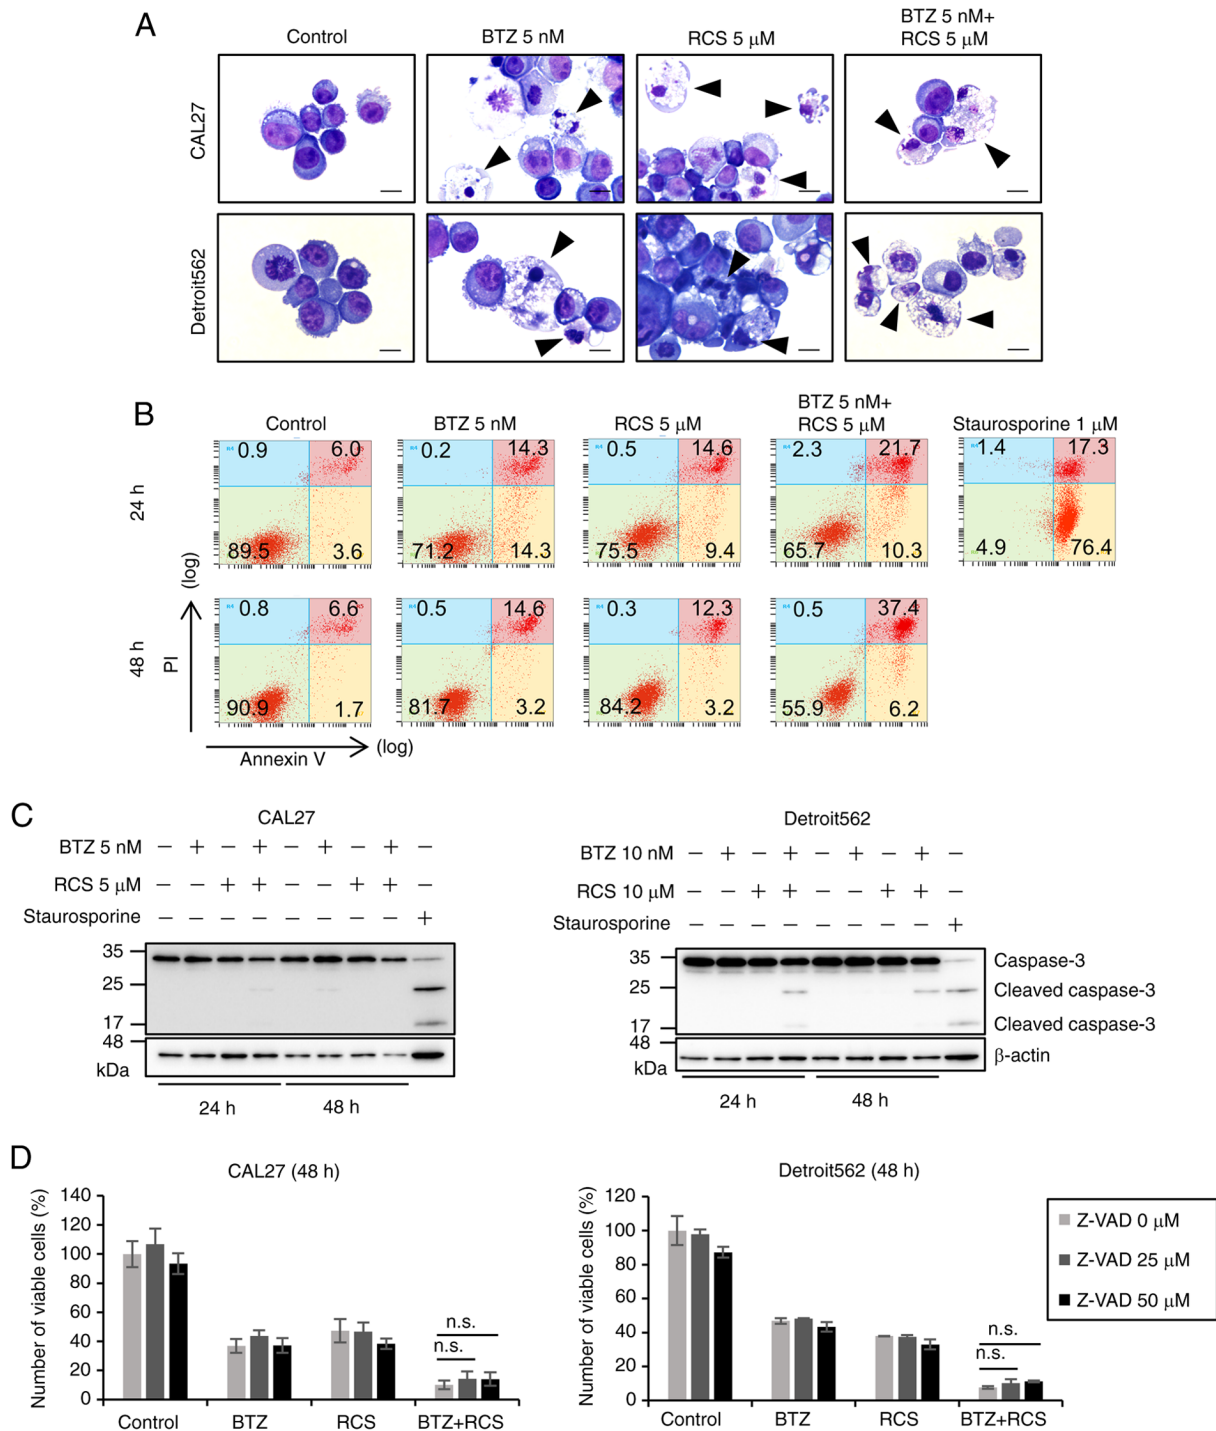 A
Control
BTZ 5 nM
RCS 5 μM
BTZ 5 nM+
RCS 5 μM
CAL27
Detroit562
B
Control
BTZ 5 nM
RCS 5 μM
BTZ 5 nM+
RCS 5 μM
Staurosporine 1 μM
24 h
0.9 6.0 0.2 14.3 0.5 14.6 2.3 21.7 1.4 17.3
89.5 3.6 71.2 14.3 75.5 9.4 65.7 10.3 4.9 76.4
48 h
0.8 6.6 0.5 14.6 0.3 12.3 0.5 37.4
90.9 1.7 81.7 3.2 84.2 3.2 55.9 6.2
PI
(log)
Annexin V
(log)
C
CAL27
BTZ 5 nM − + − + − + − + −
RCS 5 μM − − + + − − + + −
Staurosporine − − − − − − − − +
35
25
17
48
kDa
24 h
48 h
Detroit562
BTZ 10 nM − + − + − + − + −
RCS 10 μM − − + + − − + + −
Staurosporine − − − − − − − − +
35
25
17
48
kDa
Caspase-3
Cleaved caspase-3
Cleaved caspase-3
β-actin
24 h
48 h
D
CAL27 (48 h)
Number of viable cells (%)
140
120
100
80
60
40
20
0
n.s.
n.s.
Control BTZ RCS BTZ+RCS
Detroit562 (48 h)
Number of viable cells (%)
120
100
80
60
40
20
0
n.s.
n.s.
Control BTZ RCS BTZ+RCS
Z-VAD 0 μM
Z-VAD 25 μM
Z-VAD 50 μM